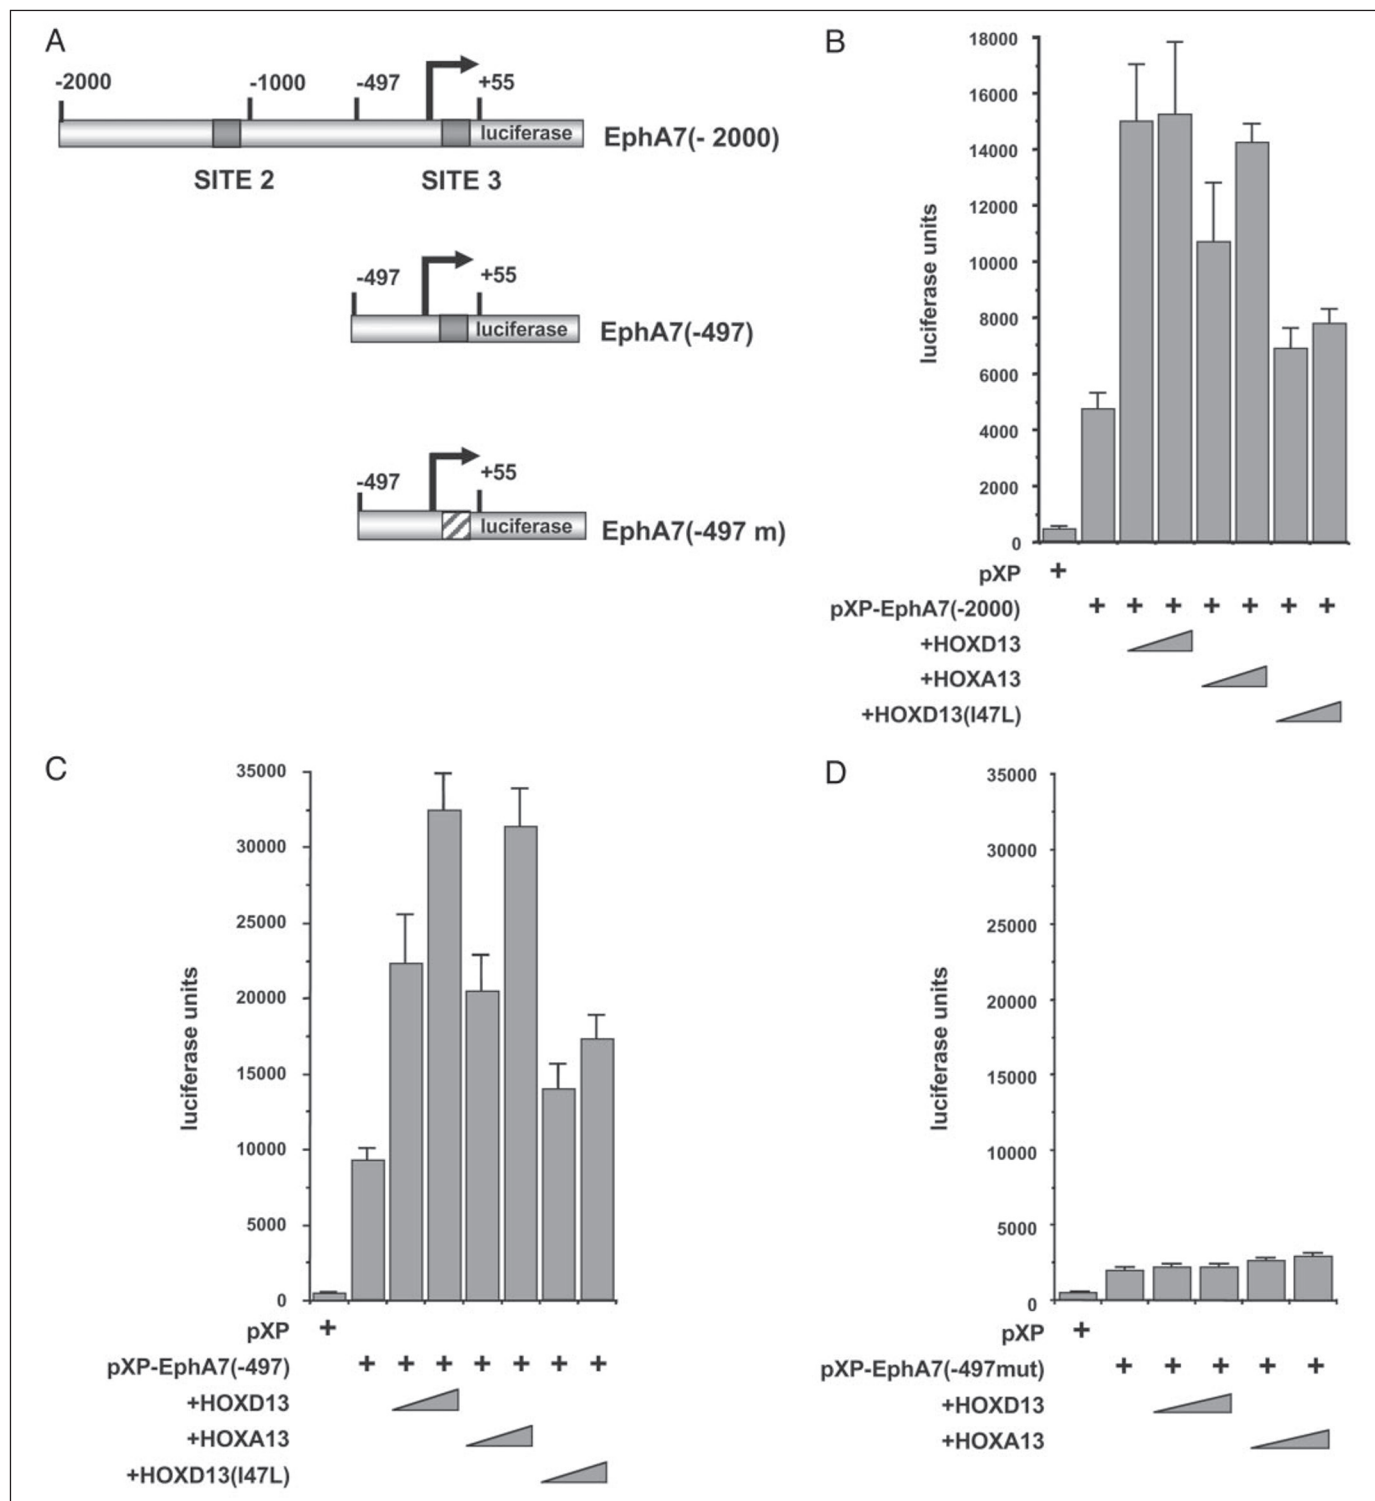 A
-2000
-1000
-497
+55
luciferase
EphA7(- 2000)
SITE 2
SITE 3
-497
+55
luciferase
EphA7(-497)
-497
+55
luciferase
EphA7(-497 m)
B
luciferase units
18000
16000
14000
12000
10000
8000
6000
4000
2000
0
pXP +
pXP-EphA7(-2000) + + + + + + +
+HOXD13
+HOXA13
+HOXD13(I47L)
C
luciferase units
35000
30000
25000
20000
15000
10000
5000
0
pXP +
pXP-EphA7(-497) + + + + + + +
+HOXD13
+HOXA13
+HOXD13(I47L)
D
luciferase units
35000
30000
25000
20000
15000
10000
5000
0
pXP +
pXP-EphA7(-497mut) + + + + +
+HOXD13
+HOXA13